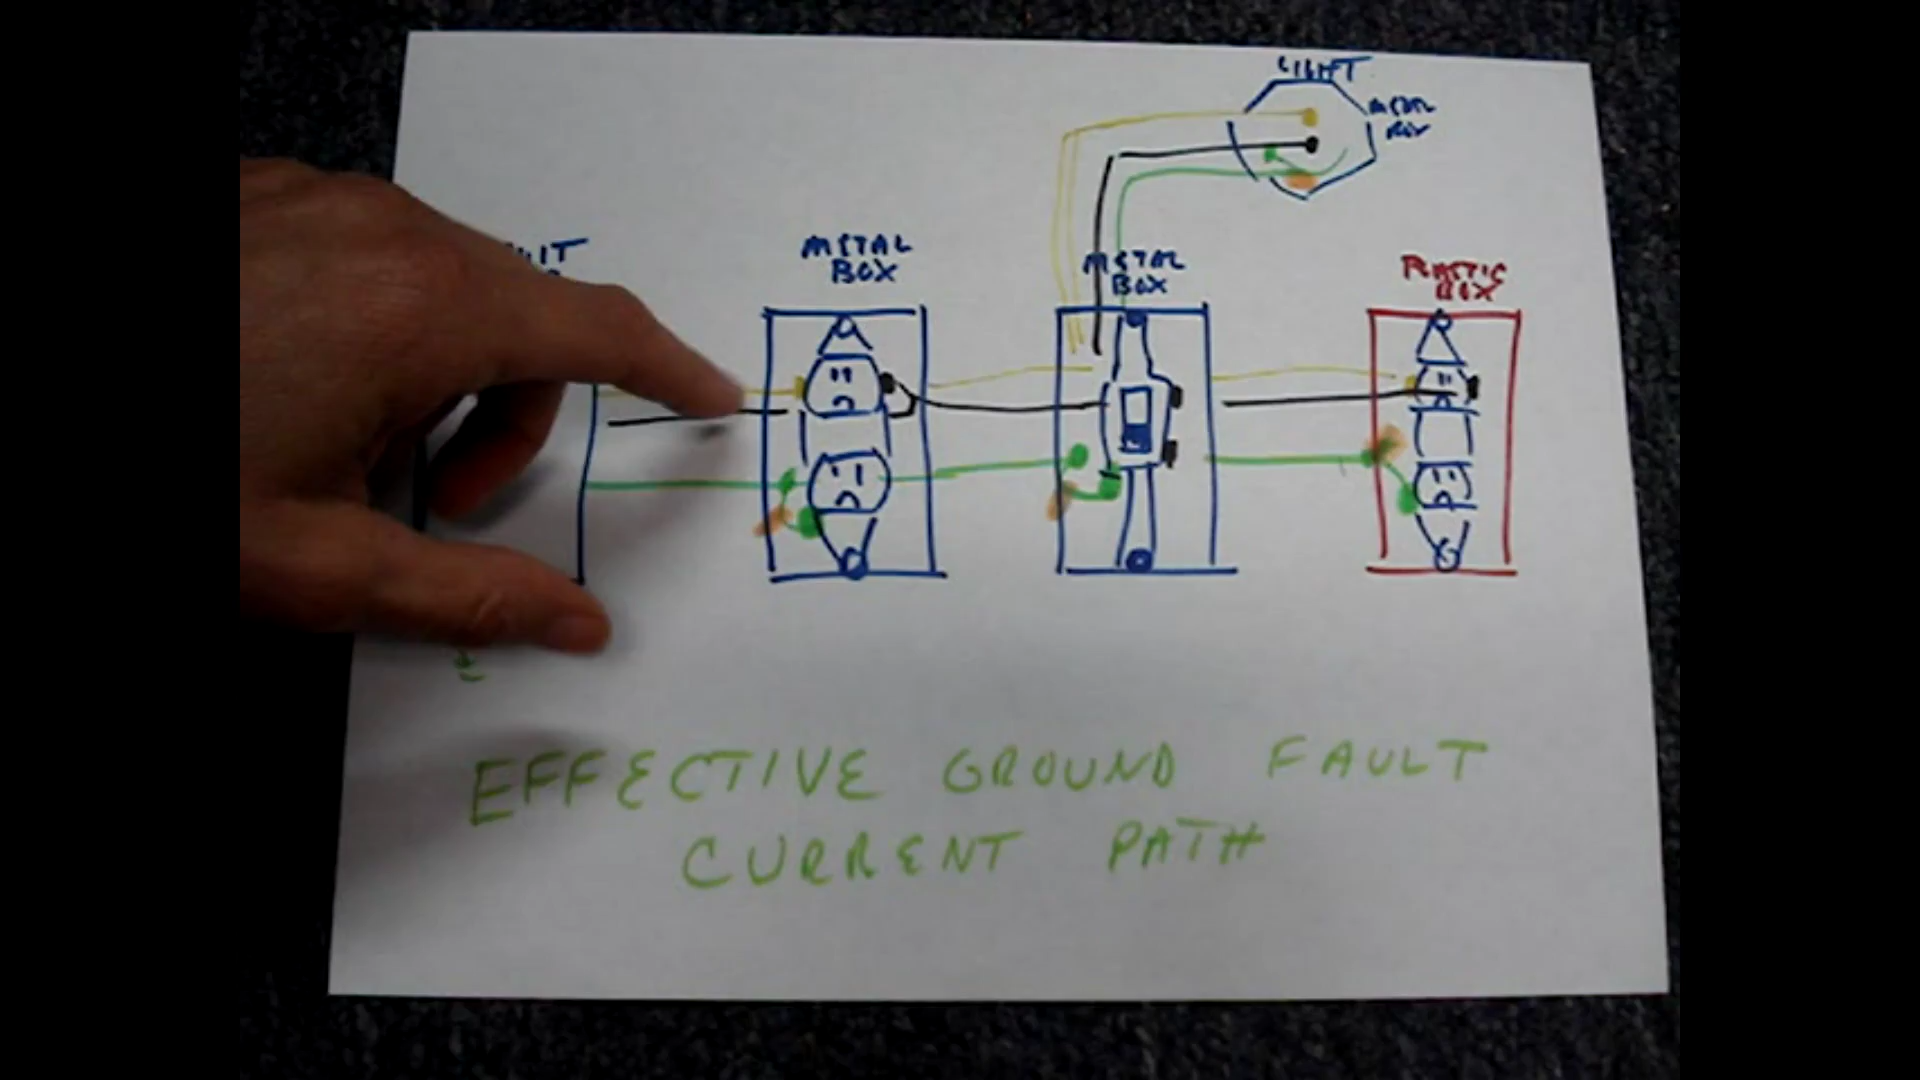 LIGHT
METAL
BOX
METAL
BOX
METAL
BOX
PLASTIC
BOX
EFFECTIVE GROUND FAULT
CURRENT PATH